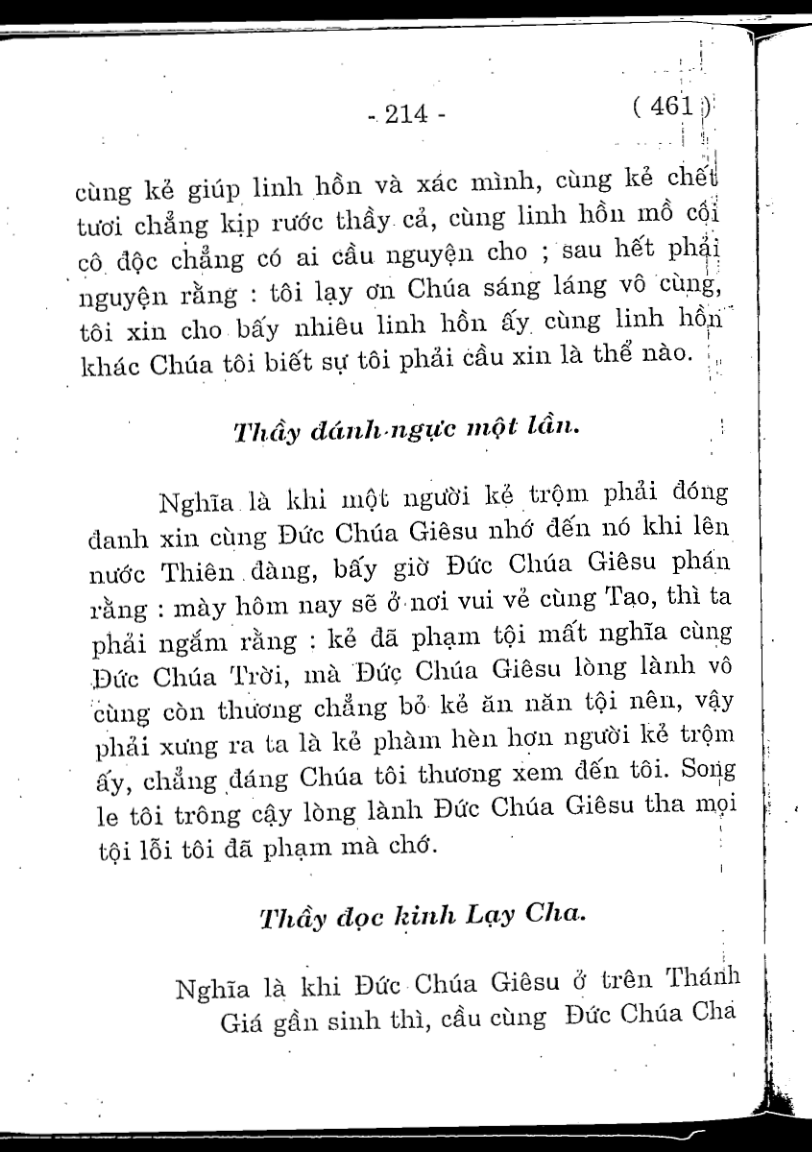 - 214 - ( 461 )
cùng kẻ giúp linh hồn và xác mình, cùng kẻ chết
tươi chẳng kịp rước thầy cả, cùng linh hồn mồ côi
cô độc chẳng có ai cầu nguyện cho ; sau hết phải
nguyện rằng : tôi lạy ơn Chúa sáng láng vô cùng,
tôi xin cho bấy nhiêu linh hồn ấy cùng linh hồn
khác Chúa tôi biết sự tôi phải cầu xin là thể nào.
Thầy đánh ngực một lần.
Nghĩa là khi một người kẻ trộm phải đóng
danh xin cùng Đức Chúa Giêsu nhớ đến nó khi lên
nước Thiên đàng, bấy giờ Đức Chúa Giêsu phán
rằng : mày hôm nay sẽ ở nơi vui vẻ cùng Tạo, thì ta
phải ngắm rằng : kẻ đã phạm tội mất nghĩa cùng
Đức Chúa Trời, mà Đức Chúa Giêsu lòng lành vô
cùng còn thương chẳng bỏ kẻ ăn năn tội nên, vậy
phải xưng ra ta là kẻ phàm hèn hơn người kẻ trộm
ấy, chẳng đáng Chúa tôi thương xem đến tôi. Song
le tôi trông cậy lòng lành Đức Chúa Giêsu tha mọi
tội lỗi tôi đã phạm mà chớ.
Thầy đọc kinh Lạy Cha.
Nghĩa là khi Đức Chúa Giêsu ở trên Thánh
Giá gần sinh thì, cầu cùng Đức Chúa Cha